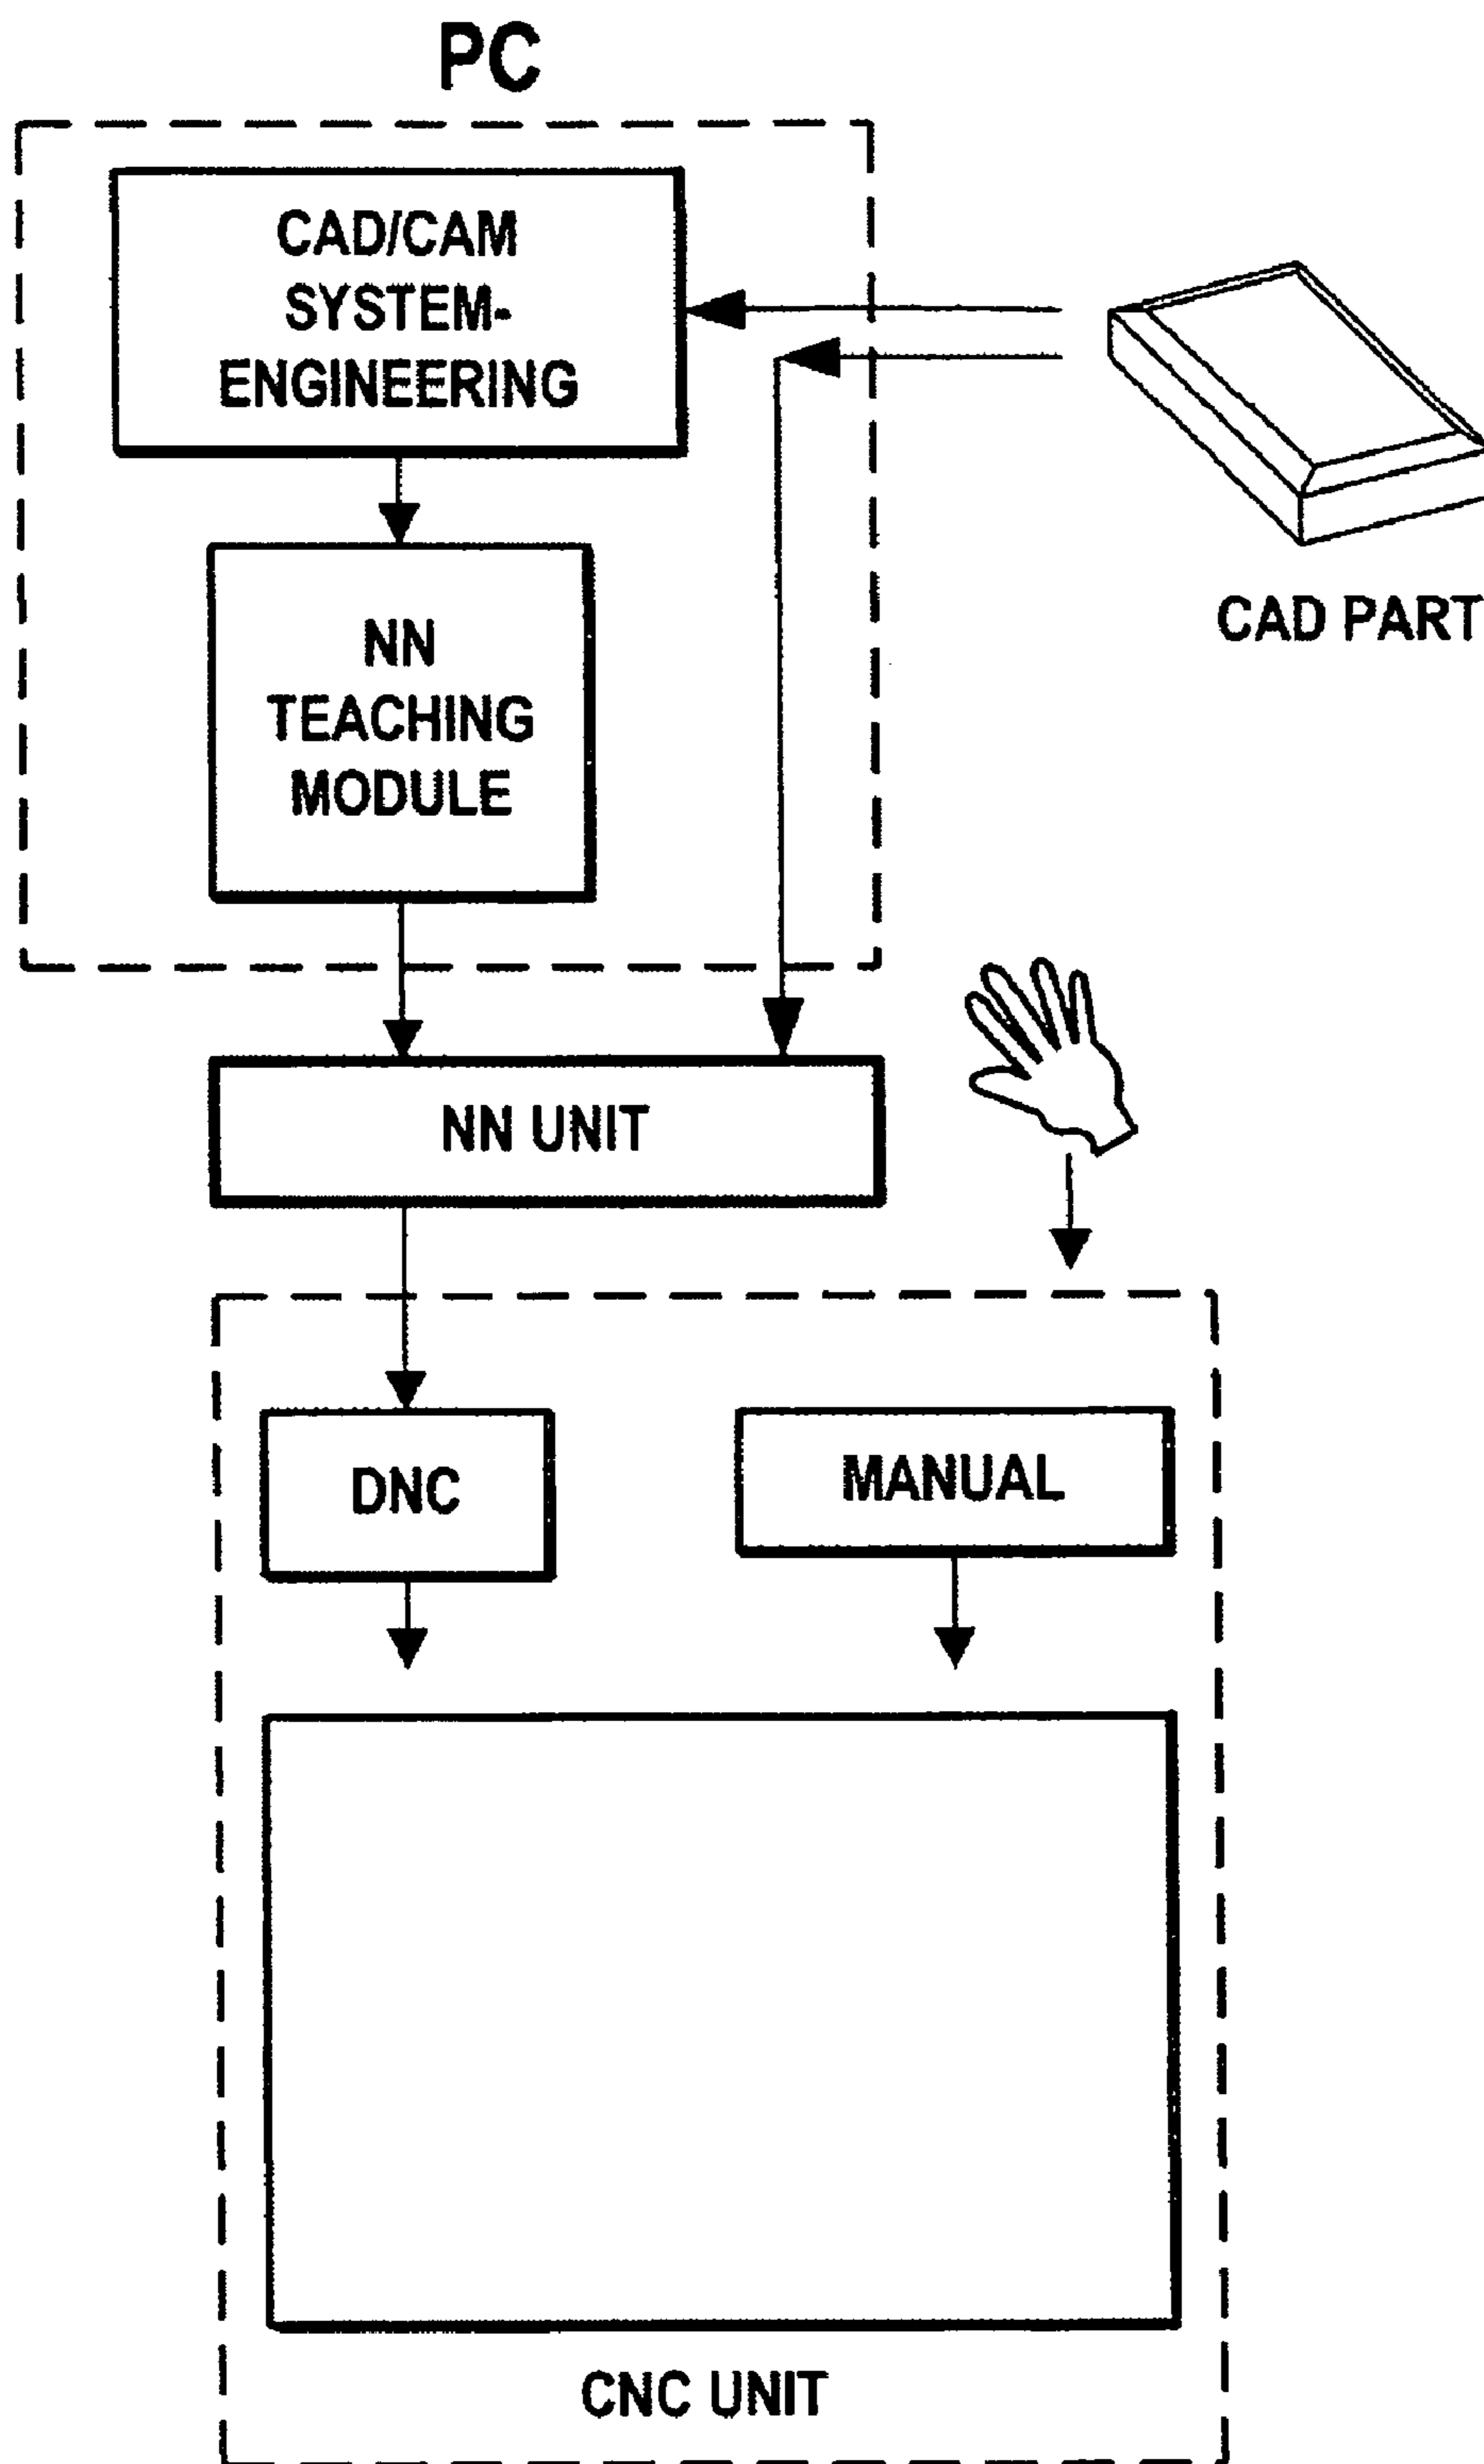 PC
CAD/CAM
SYSTEM-
ENGINEERING
CAD PART
NN
TEACHING
MODULE
NN UNIT
DNC
MANUAL
CNC UNIT